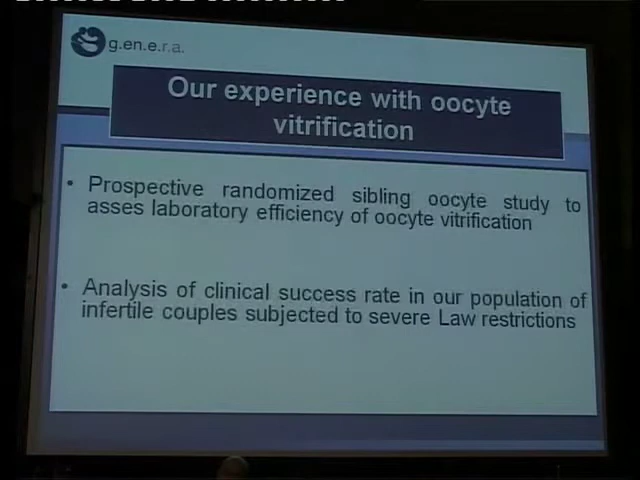 g.en.e.r.a.
Our experience with oocyte
vitrification
• Prospective randomized sibling oocyte study to
asses laboratory efficiency of oocyte vitrification
• Analysis of clinical success rate in our population of
infertile couples subjected to severe Law restrictions